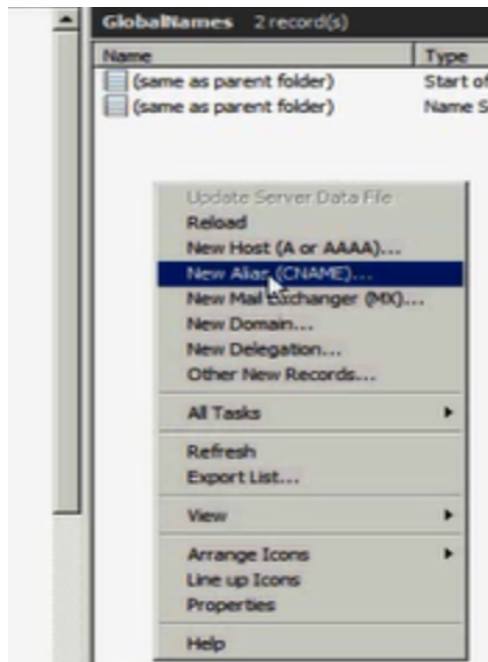 GlobalNames 2 record(s)
Name Type
(same as parent folder) Start of
(same as parent folder) Name S
Update Server Data File
Reload
New Host (A or AAAA)...
New Alias (CNAME)...
New Mail Exchanger (MX)...
New Domain...
New Delegation...
Other New Records...
All Tasks
Refresh
Export List...
View
Arrange Icons
Line up Icons
Properties
Help